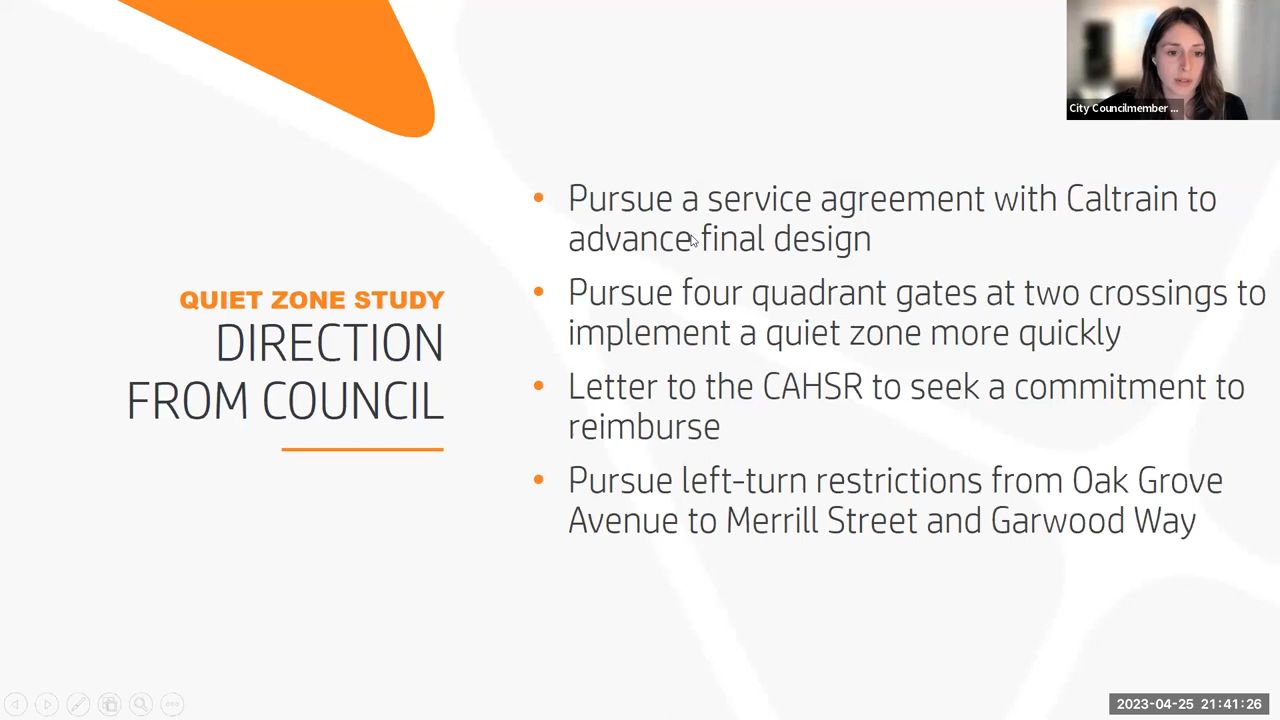 City Councilmember ...
QUIET ZONE STUDY
DIRECTION
FROM COUNCIL
• Pursue a service agreement with Caltrain to
advance final design
• Pursue four quadrant gates at two crossings to
implement a quiet zone more quickly
• Letter to the CAHSR to seek a commitment to
reimburse
• Pursue left-turn restrictions from Oak Grove
Avenue to Merrill Street and Garwood Way
2023-04-25 21:41:26